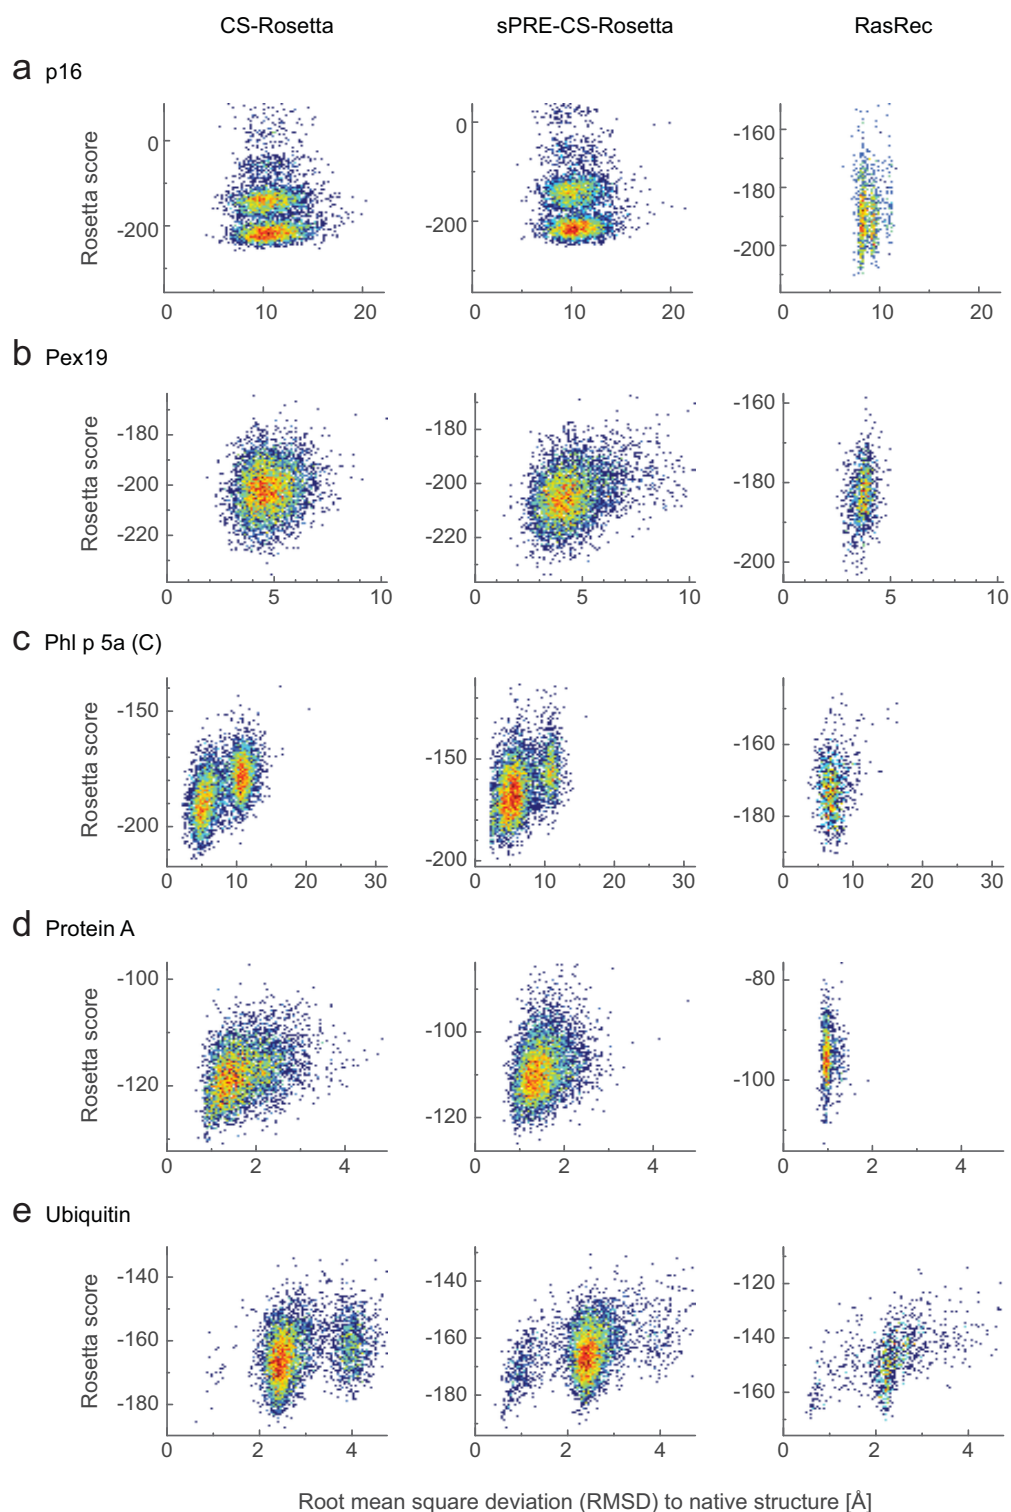 CS-Rosetta sPRE-CS-Rosetta RasRec
a p16
Rosetta score
0
-200
0 10 20
0
-200
0 10 20
-160
-180
-200
0 10 20
b Pex19
Rosetta score
-180
-200
-220
0 5 10
-180
-200
-220
0 5 10
-160
-180
-200
0 5 10
c Phl p 5a (C)
Rosetta score
-150
-200
0 10 20 30
-150
-200
0 10 20 30
-160
-180
0 10 20 30
d Protein A
Rosetta score
-100
-120
0 2 4
-100
-120
0 2 4
-80
-100
0 2 4
e Ubiquitin
Rosetta score
-140
-160
-180
0 2 4
-140
-160
-180
0 2 4
-120
-140
-160
0 2 4
Root mean square deviation (RMSD) to native structure [Å]